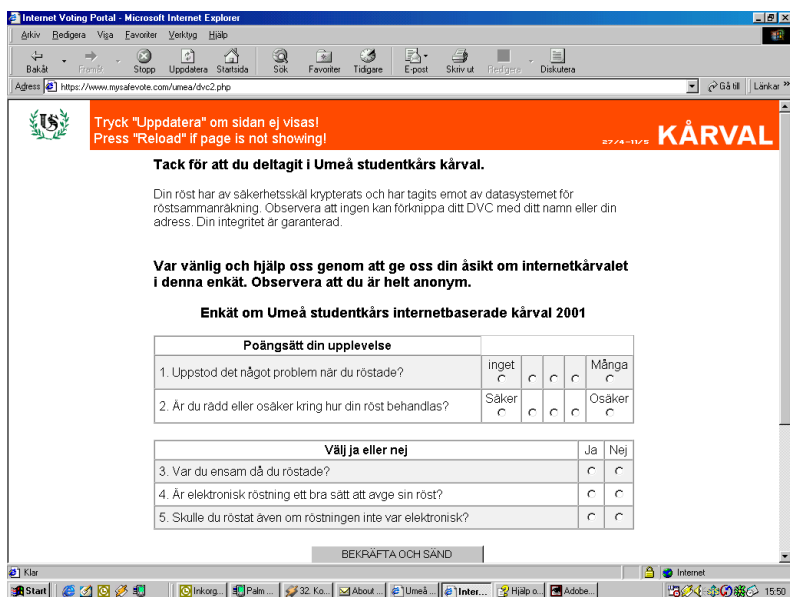 Internet Voting Portal - Microsoft Internet Explorer
Arkiv Redigera Visa Favoriter Verktyg Hjälp
Bakåt Framåt Stopp Uppdatera Startsida Sök Favoriter Tidigare E-post Skriv ut Redigera Diskutera
Adress https://www.mysafevote.com/umea/dvc2.php Gå till Länkar »
US
Tryck "Uppdatera" om sidan ej visas!
Press "Reload" if page is not showing!
27/4-11/5 KÅRVAL
Tack för att du deltagit i Umeå studentkårs kårval.
Din röst har av säkerhetsskäl krypterats och har tagits emot av datasystemet för
röstsammanräkning. Observera att ingen kan förknippa ditt DVC med ditt namn eller din
adress. Din integritet är garanterad.
Var vänlig och hjälp oss genom att ge oss din åsikt om internetkårvalet
i denna enkät. Observera att du är helt anonym.
Enkät om Umeå studentkårs internetbaserade kårval 2001
Poängsätt din upplevelse
1. Uppstod det något problem när du röstade? inget Många
2. Är du rädd eller osäker kring hur din röst behandlas? Säker Osäker
Välj ja eller nej Ja Nej
3. Var du ensam då du röstade?
4. Är elektronisk röstning ett bra sätt att avge sin röst?
5. Skulle du röstat även om röstningen inte var elektronisk?
BEKRÄFTA OCH SÄND
Klar Internet
Start Inkorg... Palm ... 32. Ko... About ... Umeå ... Inter... Hjälp o... Adobe... 15:50